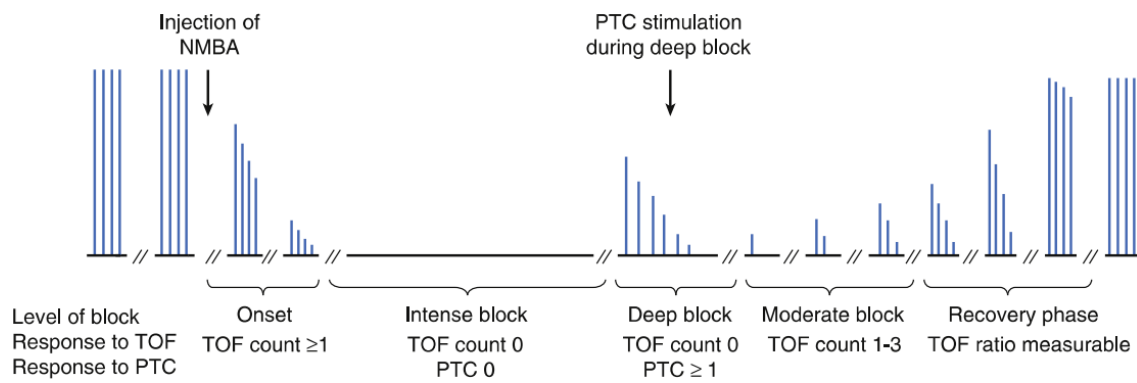 Injection of
NMBA
PTC stimulation
during deep block
Level of block
Response to TOF
Response to PTC
Onset
TOF count ≥1
Intense block
TOF count 0
PTC 0
Deep block
TOF count 0
PTC ≥ 1
Moderate block
TOF count 1-3
Recovery phase
TOF ratio measurable